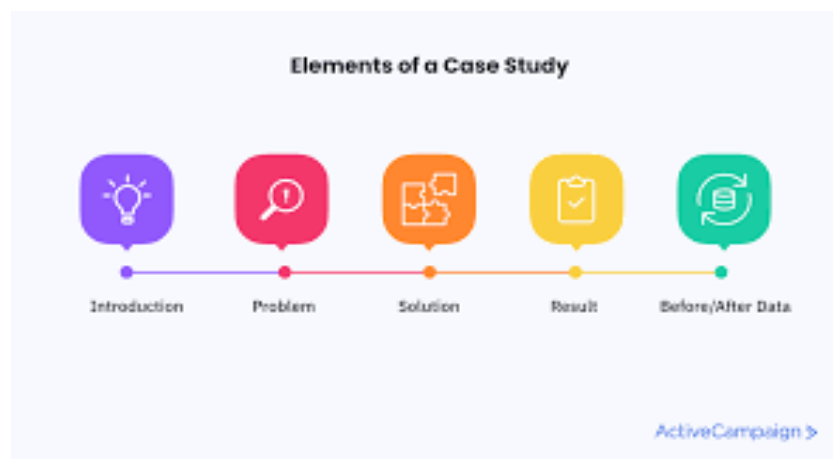 Elements of a Case Study
Introduction
Problem
Solution
Result
Before/After Data
ActiveCampaign